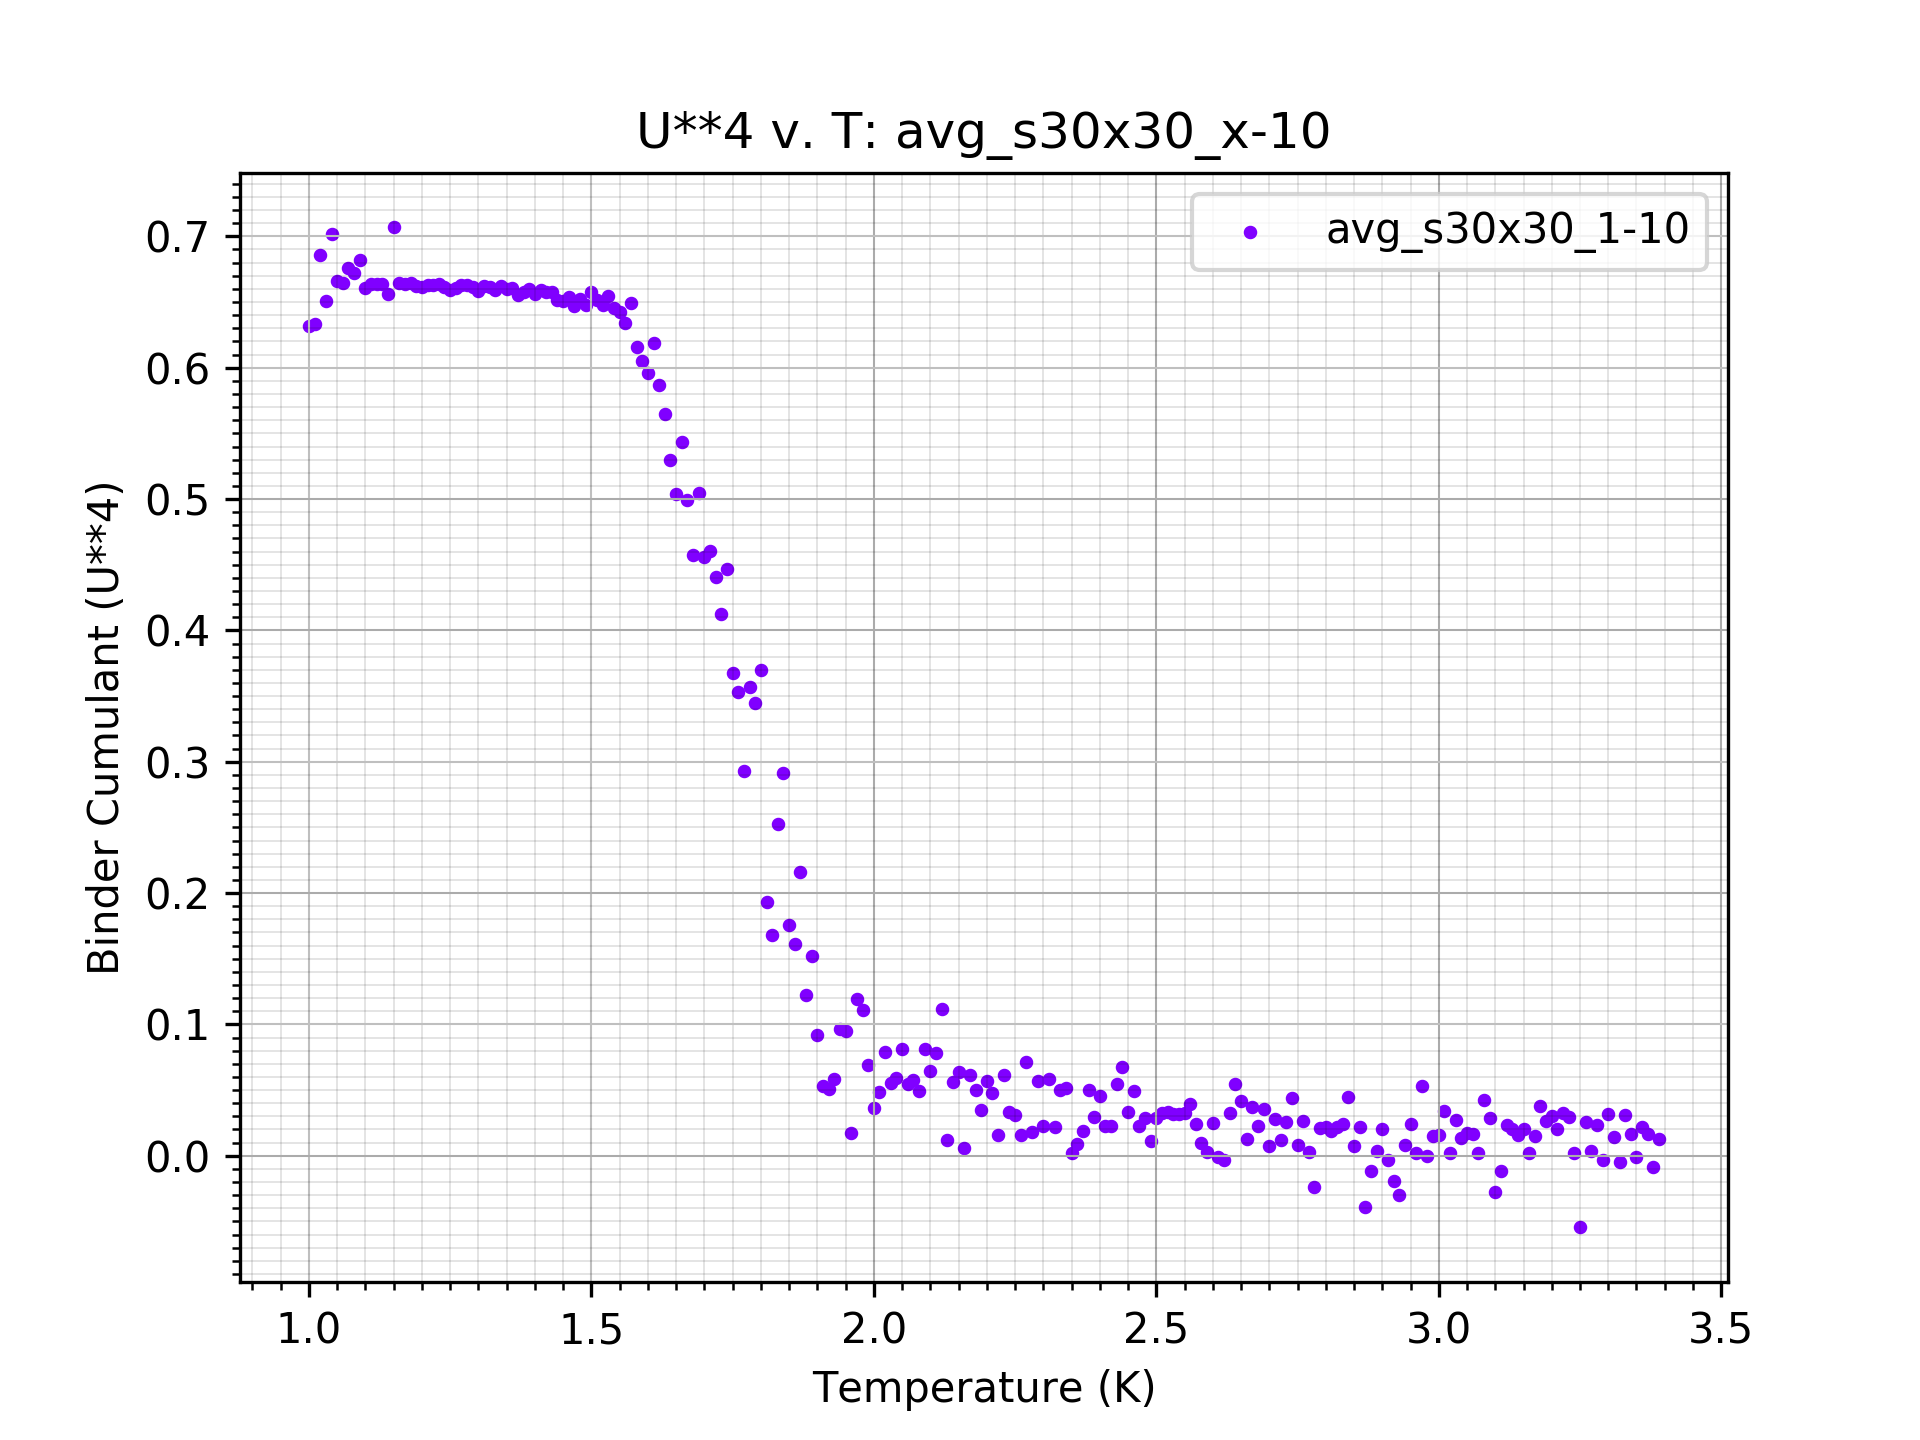 U**4 v. T: avg_s30x30_x-10
avg_s30x30_1-10
Binder Cumulant (U**4)
0.7
0.6
0.5
0.4
0.3
0.2
0.1
0.0
1.0 1.5 2.0 2.5 3.0 3.5
Temperature (K)